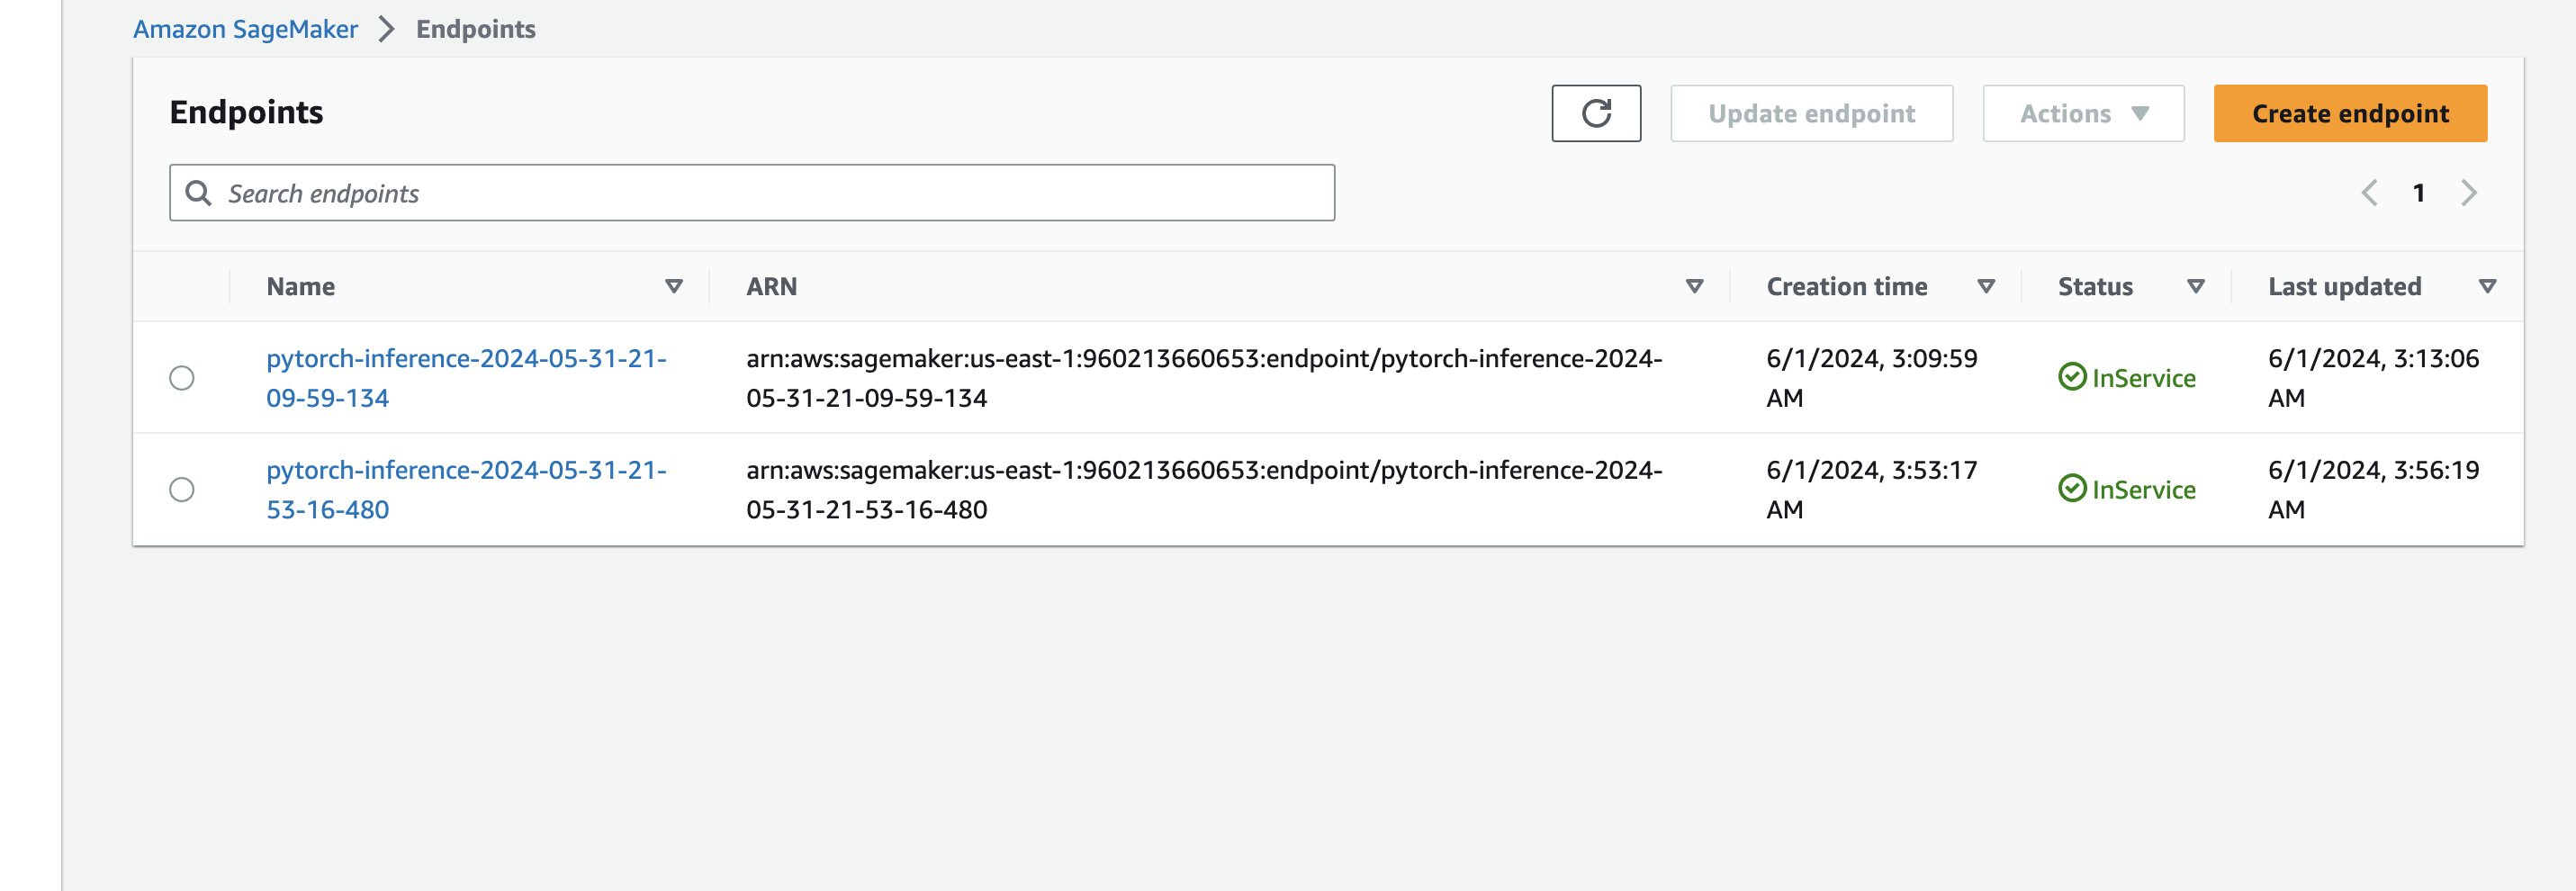 Amazon SageMaker > Endpoints
Endpoints
Update endpoint
Actions
Create endpoint
Search endpoints
1
Name ARN Creation time Status Last updated
pytorch-inference-2024-05-31-21- arn:aws:sagemaker:us-east-1:960213660653:endpoint/pytorch-inference-2024- 6/1/2024, 3:09:59 InService 6/1/2024, 3:13:06
09-59-134 05-31-21-09-59-134 AM AM
pytorch-inference-2024-05-31-21- arn:aws:sagemaker:us-east-1:960213660653:endpoint/pytorch-inference-2024- 6/1/2024, 3:53:17 InService 6/1/2024, 3:56:19
53-16-480 05-31-21-53-16-480 AM AM